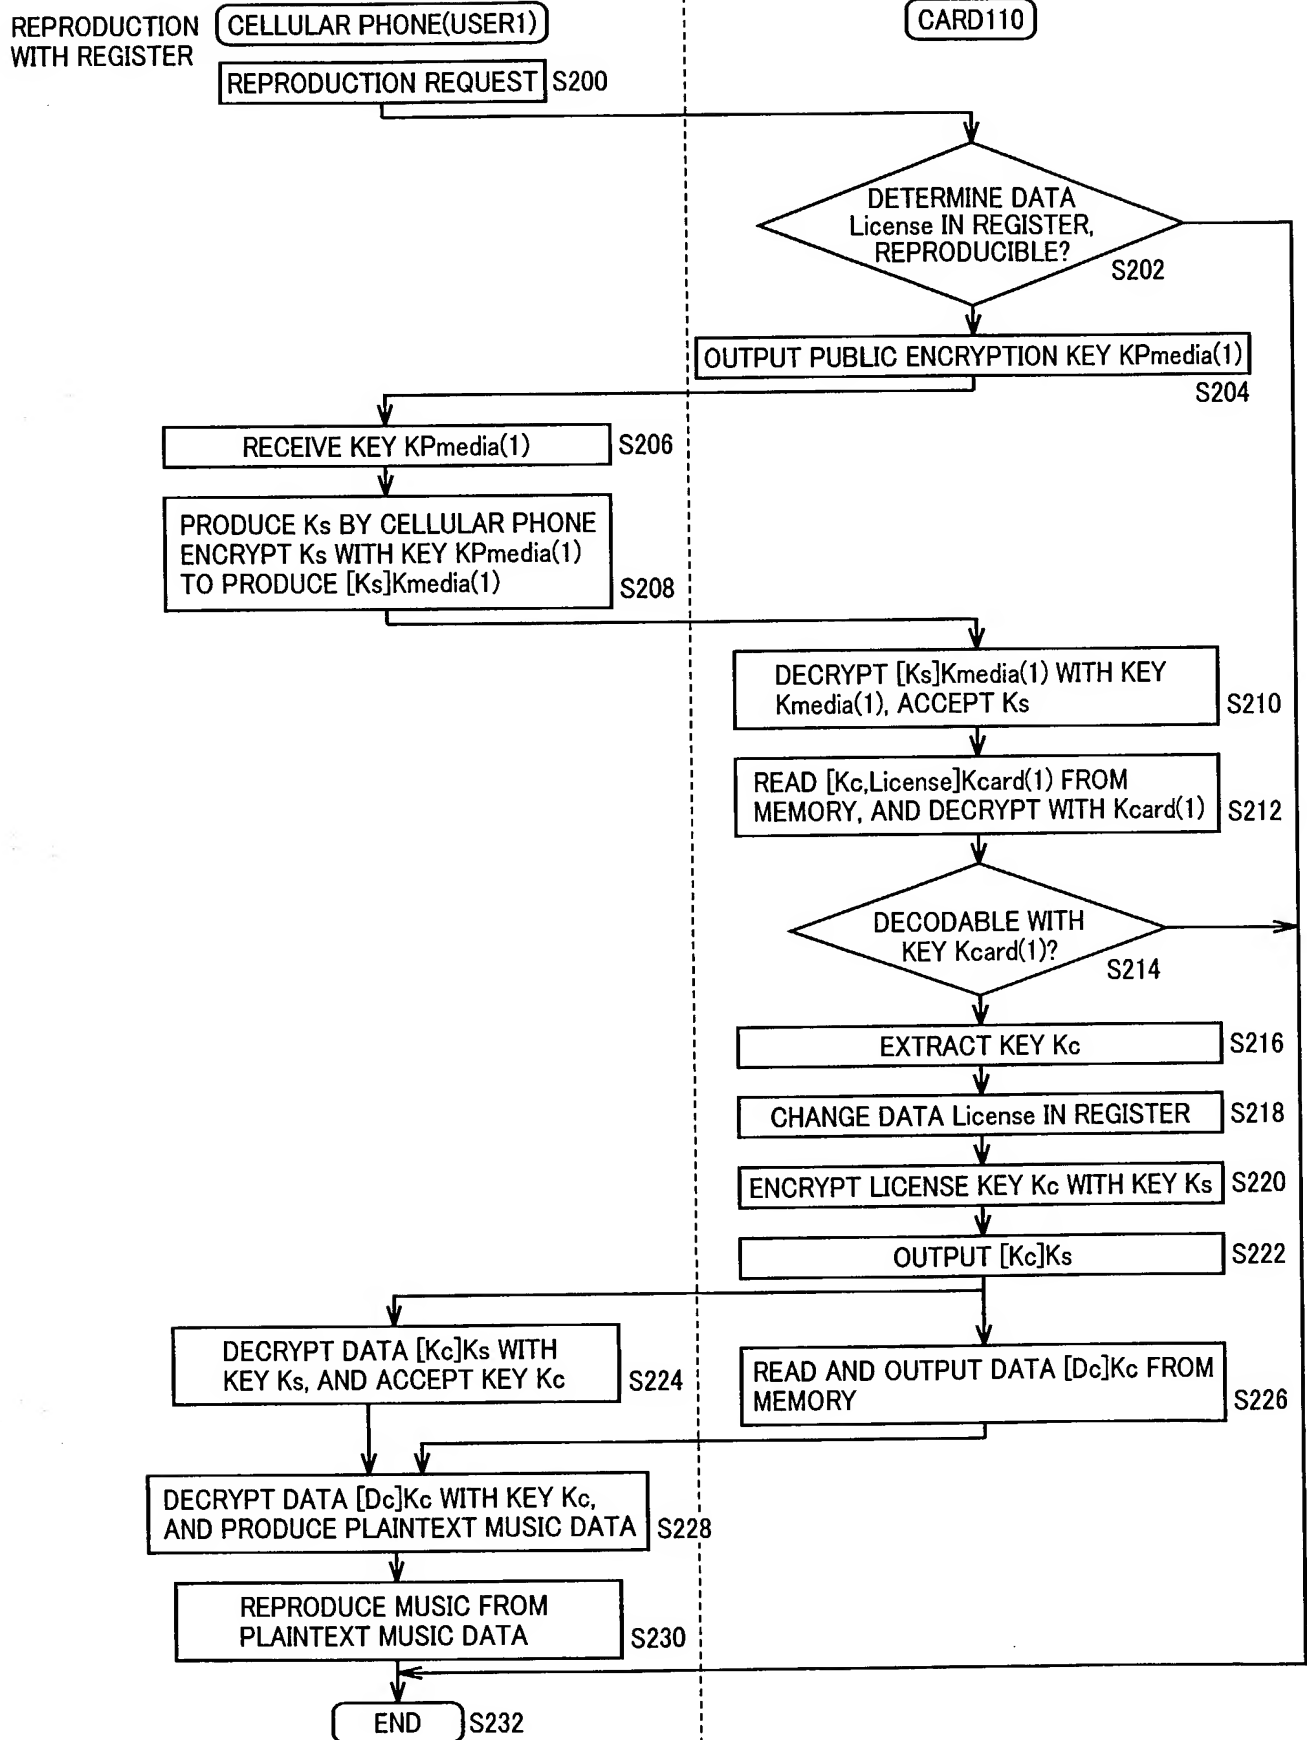 REPRODUCTION
WITH REGISTER
CELLULAR PHONE(USER1)
CARD110
REPRODUCTION REQUEST
S200
DETERMINE DATA
License IN REGISTER,
REPRODUCIBLE?
S202
OUTPUT PUBLIC ENCRYPTION KEY KPmedia(1)
S204
RECEIVE KEY KPmedia(1)
S206
PRODUCE Ks BY CELLULAR PHONE
ENCRYPT Ks WITH KEY KPmedia(1)
TO PRODUCE [Ks]Kmedia(1)
S208
DECRYPT [Ks]Kmedia(1) WITH KEY
Kmedia(1), ACCEPT Ks
S210
READ [Kc,License]Kcard(1) FROM
MEMORY, AND DECRYPT WITH Kcard(1)
S212
DECODABLE WITH
KEY Kcard(1)?
S214
EXTRACT KEY Kc
S216
CHANGE DATA License IN REGISTER
S218
ENCRYPT LICENSE KEY Kc WITH KEY Ks
S220
OUTPUT [Kc]Ks
S222
DECRYPT DATA [Kc]Ks WITH
KEY Ks, AND ACCEPT KEY Kc
S224
READ AND OUTPUT DATA [Dc]Kc FROM
MEMORY
S226
DECRYPT DATA [Dc]Kc WITH KEY Kc,
AND PRODUCE PLAINTEXT MUSIC DATA
S228
REPRODUCE MUSIC FROM
PLAINTEXT MUSIC DATA
S230
END
S232